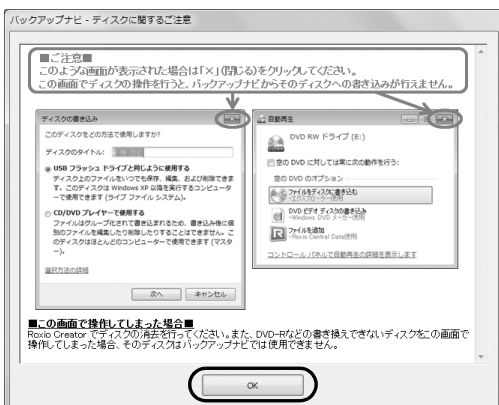 バックアップナビ - ディスクに関するご注意
■ご注意■
このような画面が表示された場合は「×」(閉じる)をクリックしてください。
この画面でディスクの操作を行うと、バックアップナビからそのディスクへの書き込みが行えません。
ディスクの書き込み
このディスクをどの方法で使用しますか?
ディスクのタイトル:
USB フラッシュ ドライブと同じように使用する
ディスク上のファイルをいつでも保存、編集、および削除できま
す。このディスクは Windows XP 以降を実行するコンピュータ
ーで使用できます (ライブ ファイル システム)。
CD/DVD プレイヤーで使用する
ファイルはグループ化されて書き込まれるため、書き込み後に個
別のファイルを編集したり削除したりすることはできません。こ
のディスクはほとんどのコンピューターで使用できます (マスタ
ー)。
選択方法の詳細
次へ
キャンセル
自動再生
DVD RW ドライブ (E:)
空の DVD に対しては常に次の動作を行う:
空の DVD のオプション
ファイルをディスクに書き込む
-エクスプローラー使用
DVD ビデオ ディスクの書き込み
-Windows DVD メーカー使用
ファイルを追加
-Roxio Central Data使用
コントロール パネルで自動再生の詳細を表示します
■この画面で操作してしまった場合■
Roxio Creator でディスクの消去を行ってください。また、DVD-Rなどの書き換えできないディスクをこの画面で
操作してしまった場合、そのディスクはバックアップナビでは使用できません。
OK